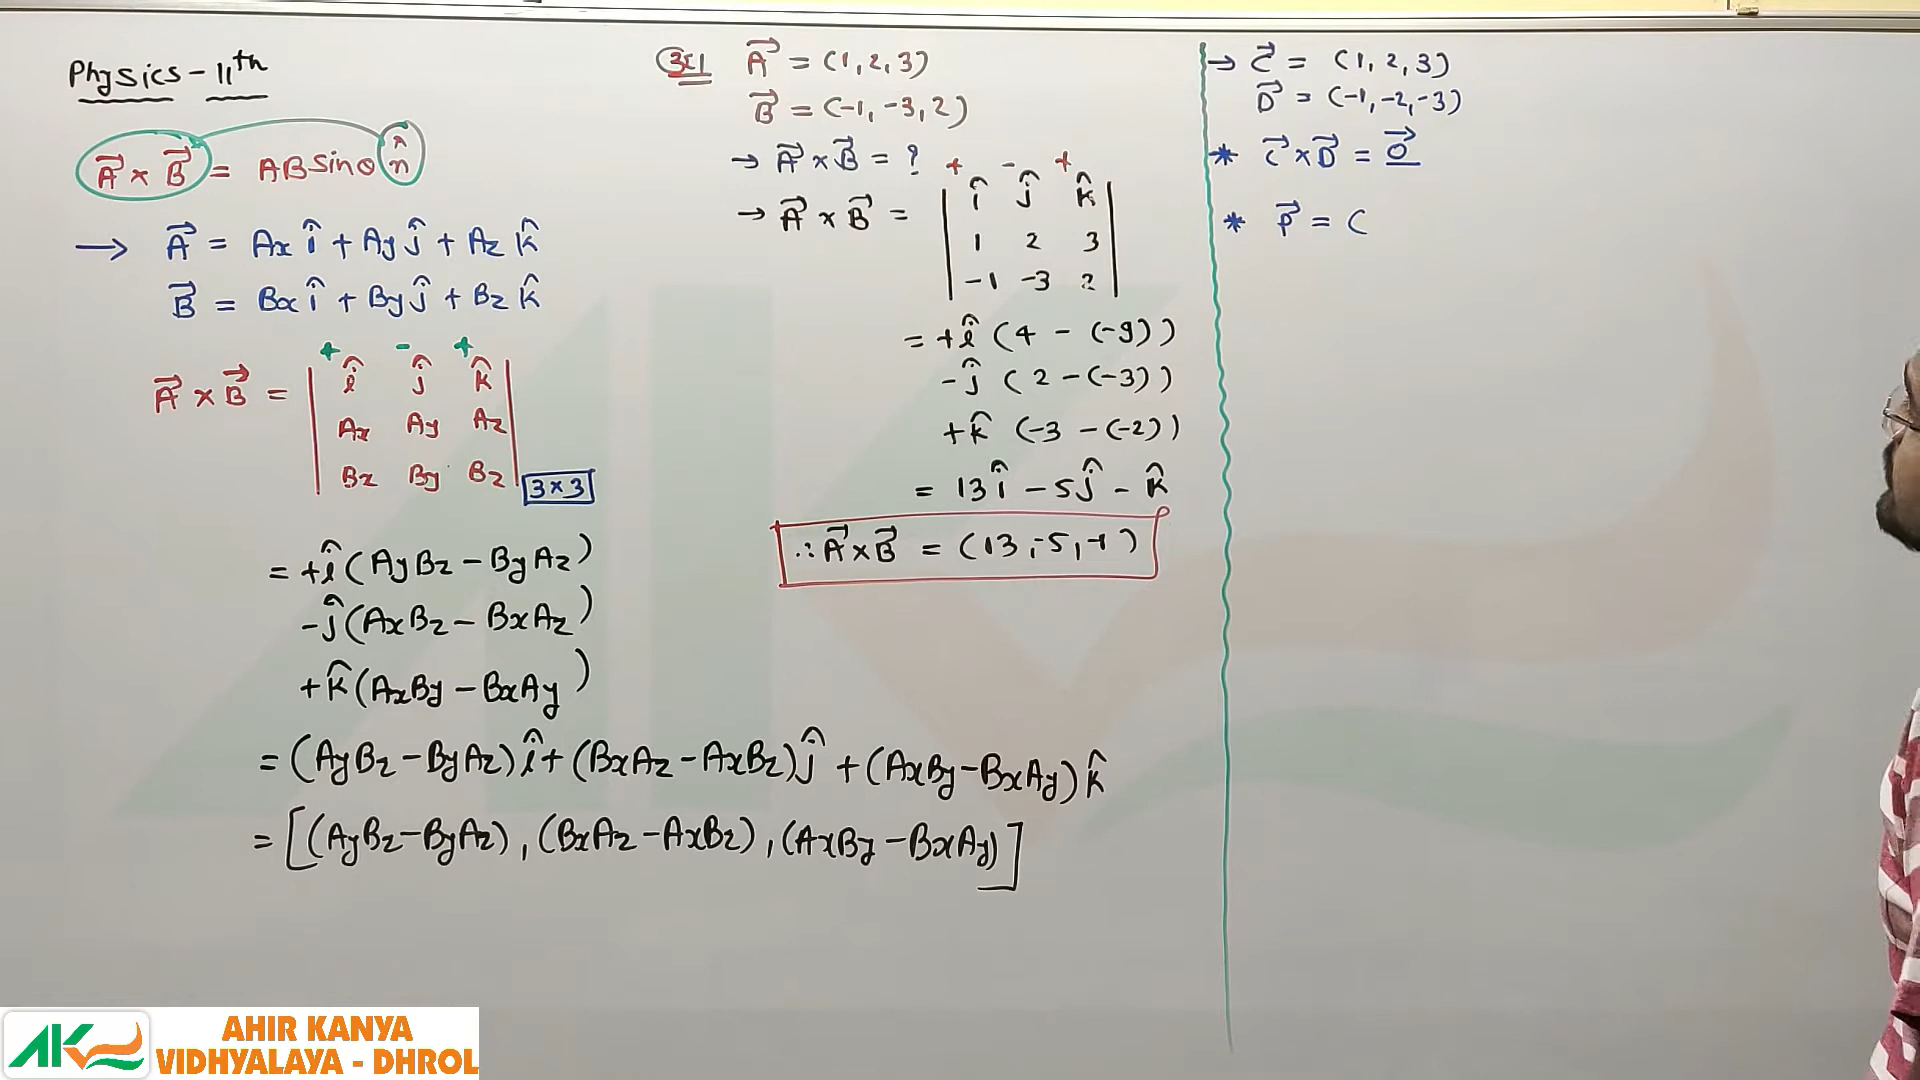 Physics - 11th
A⃗ × B⃗ = AB sinθ n̂
→ A⃗ = Ax î + Ay ĵ + Az k̂
B⃗ = Bx î + By ĵ + Bz k̂
+ - +
A⃗ × B⃗ = | î ĵ k̂ |
| Ax Ay Az |
| Bx By Bz | 3×3
= +î (AyBz - ByAz)
-ĵ (AxBz - BxAz)
+k̂ (AxBy - BxAy)
= (AyBz - ByAz) î + (BxAz - AxBz) ĵ + (AxBy - BxAy) k̂
= [(AyBz - ByAz), (BxAz - AxBz), (AxBy - BxAy)]
A⃗ = (1, 2, 3)
B⃗ = (-1, -3, 2)
→ A⃗ × B⃗ = ?
+ - +
→ A⃗ × B⃗ = | î ĵ k̂ |
| 1 2 3 |
| -1 -3 2 |
= +î (4 - (-9))
-ĵ (2 - (-3))
+k̂ (-3 - (-2))
= 13 î - 5 ĵ - k̂
∴ A⃗ × B⃗ = (13, -5, -1)
→ C⃗ = (1, 2, 3)
D⃗ = (-1, -2, -3)
* C⃗ × D⃗ = 0⃗
* P⃗ = (
AK
AHIR KANYA
VIDHYALAYA - DHROL